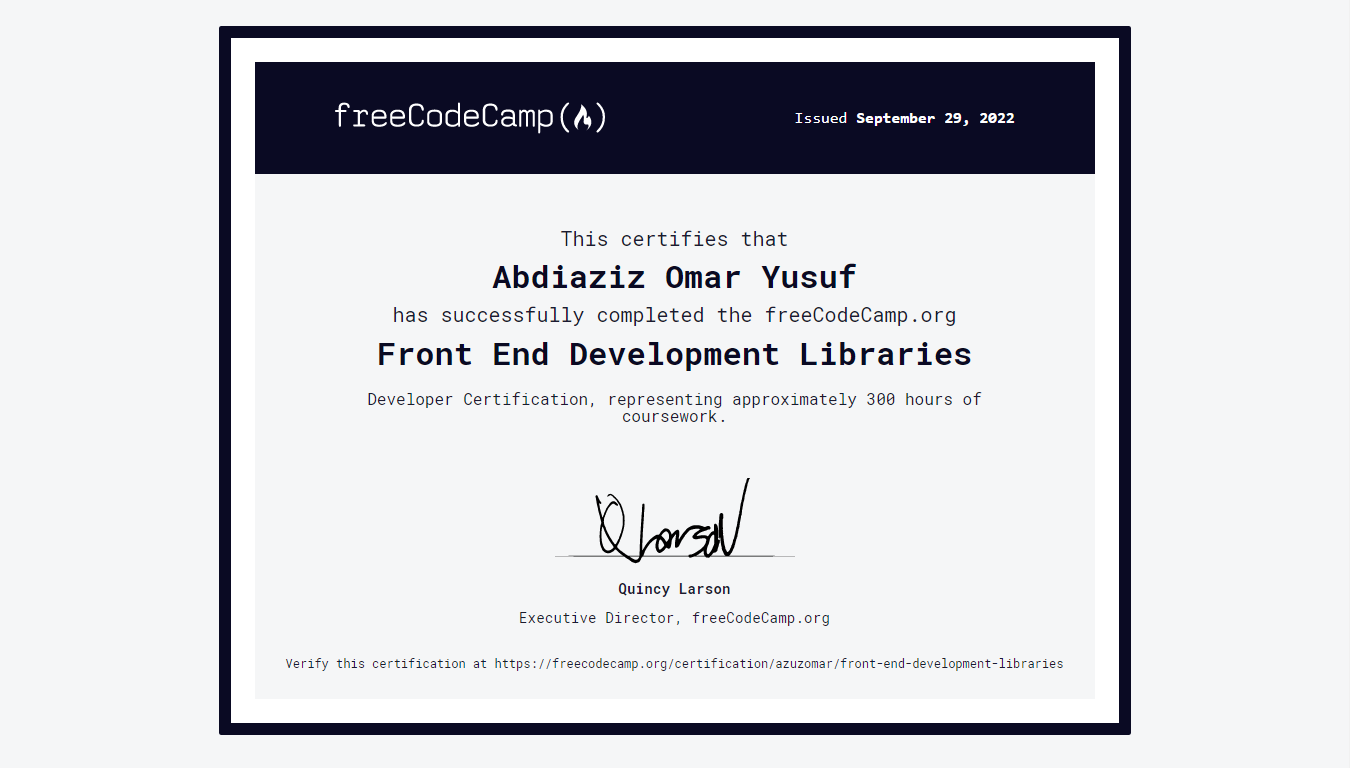 freeCodeCamp(🔥)
Issued September 29, 2022
This certifies that
Abdiaziz Omar Yusuf
has successfully completed the freeCodeCamp.org
Front End Development Libraries
Developer Certification, representing approximately 300 hours of
coursework.
QLarson
Quincy Larson
Executive Director, freeCodeCamp.org
Verify this certification at https://freecodecamp.org/certification/azuzomar/front-end-development-libraries